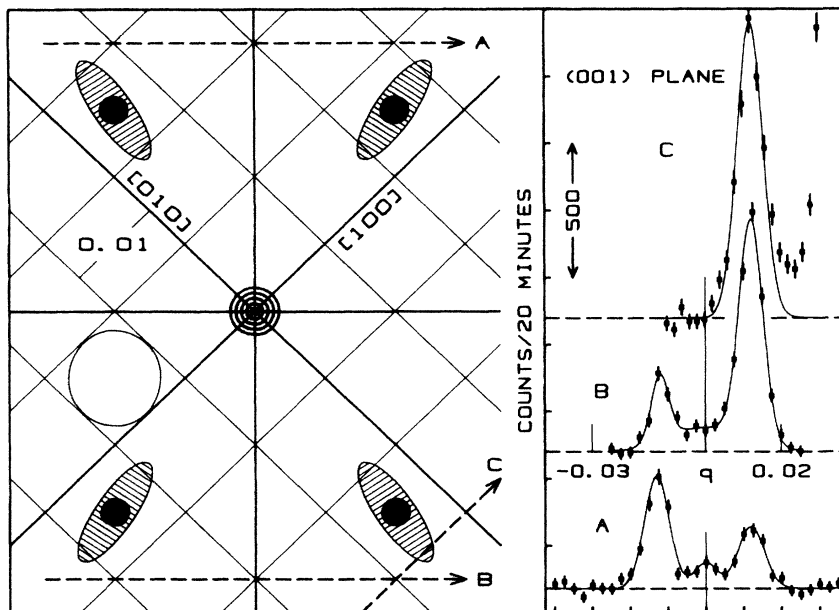 A
[010]
[100]
0.01
C
B
COUNTS/20 MINUTES
(001) PLANE
C
500
B
-0.03 q 0.02
A